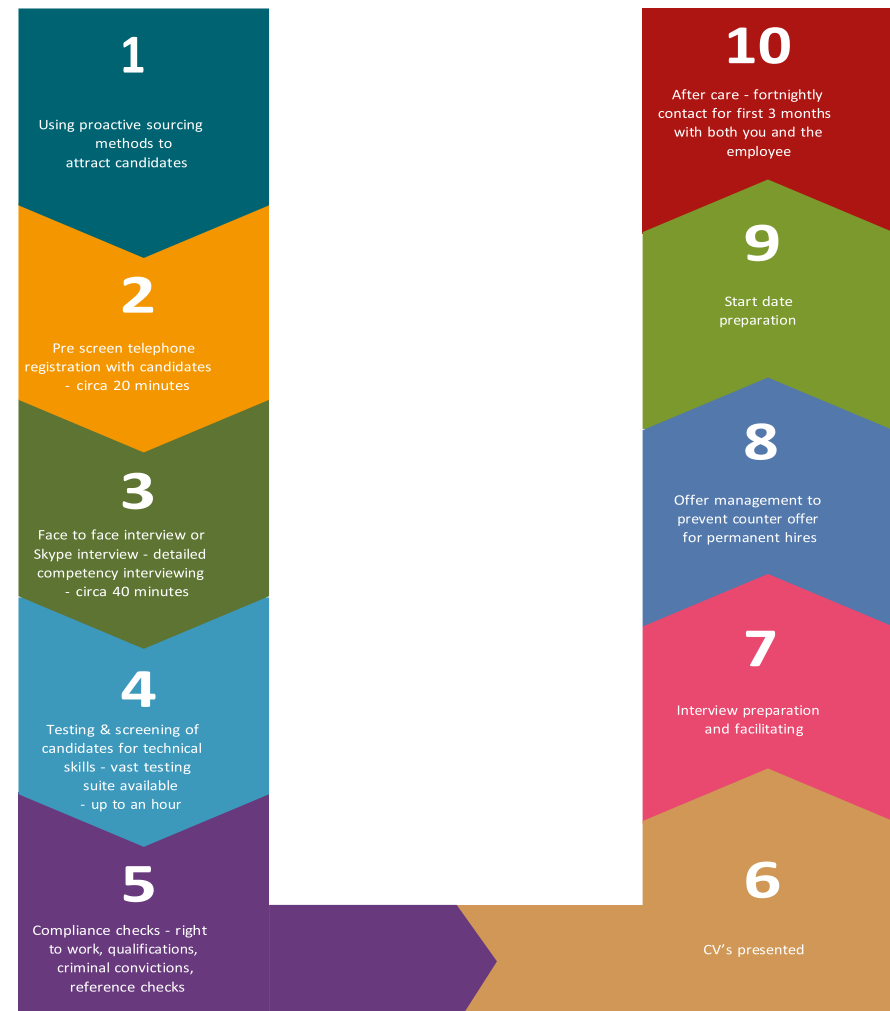 1
Using proactive sourcing
methods to
attract candidates
2
Pre screen telephone
registration with candidates
- circa 20 minutes
3
Face to face interview or
Skype interview - detailed
competency interviewing
- circa 40 minutes
4
Testing & screening of
candidates for technical
skills - vast testing
suite available
- up to an hour
5
Compliance checks - right
to work, qualifications,
criminal convictions,
reference checks
6
CV’s presented
7
Interview preparation
and facilitating
8
Offer management to
prevent counter offer
for permanent hires
9
Start date
preparation
10
After care - fortnightly
contact for first 3 months
with both you and the
employee